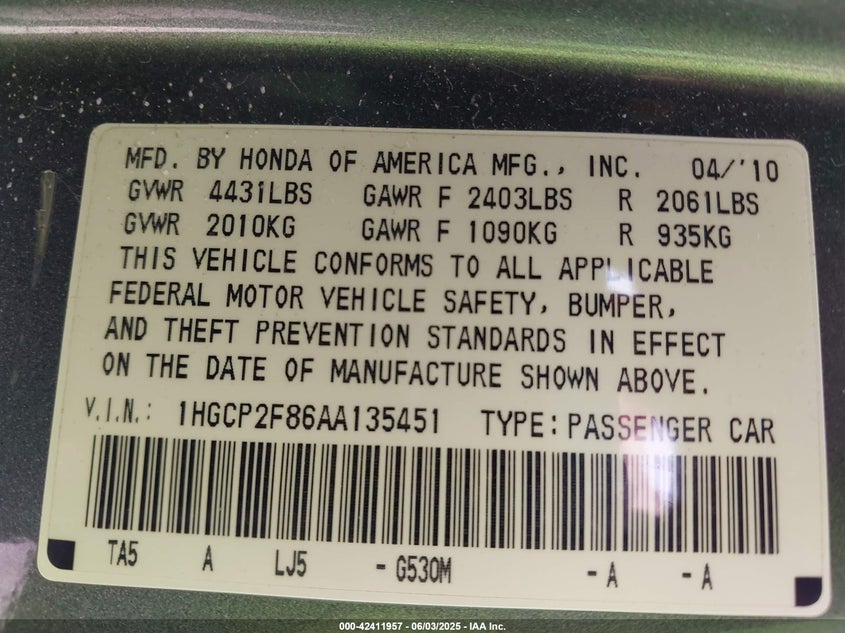 MFD. BY HONDA OF AMERICA MFG., INC. 04/'10
GVWR 4431LBS GAWR F 2403LBS R 2061LBS
GVWR 2010KG GAWR F 1090KG R 935KG
THIS VEHICLE CONFORMS TO ALL APPLICABLE
FEDERAL MOTOR VEHICLE SAFETY, BUMPER,
AND THEFT PREVENTION STANDARDS IN EFFECT
ON THE DATE OF MANUFACTURE SHOWN ABOVE.
V.I.N.: 1HGCP2F86AA135451 TYPE: PASSENGER CAR
TA5 A LJ5 - G530M - A - A
000-42411957 - 06/03/2025 - IAA Inc.